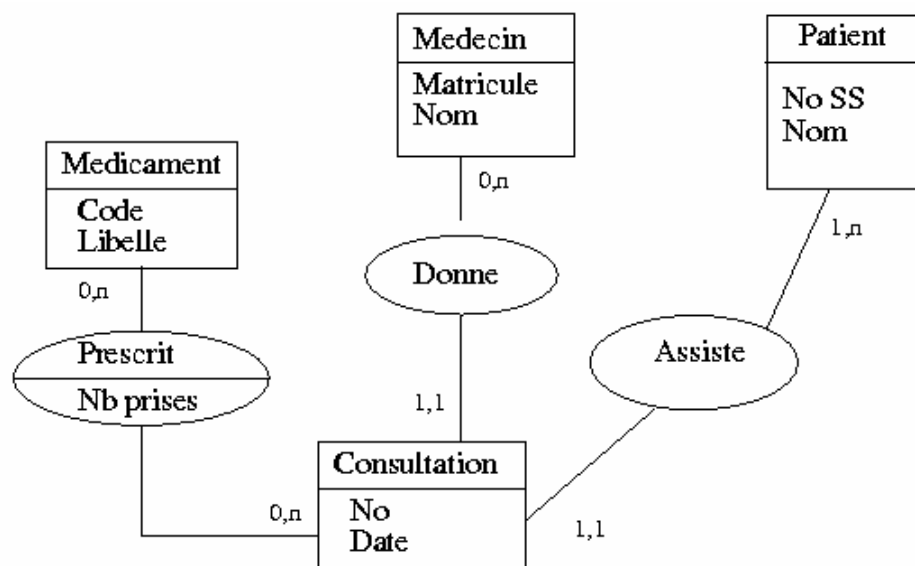 Medecin
Matricule
Nom
Patient
No SS
Nom
Medicament
Code
Libelle
0,n
0,n
1,n
Donne
Prescrit
Nb prises
Assiste
1,1
Consultation
No
Date
0,n
1,1